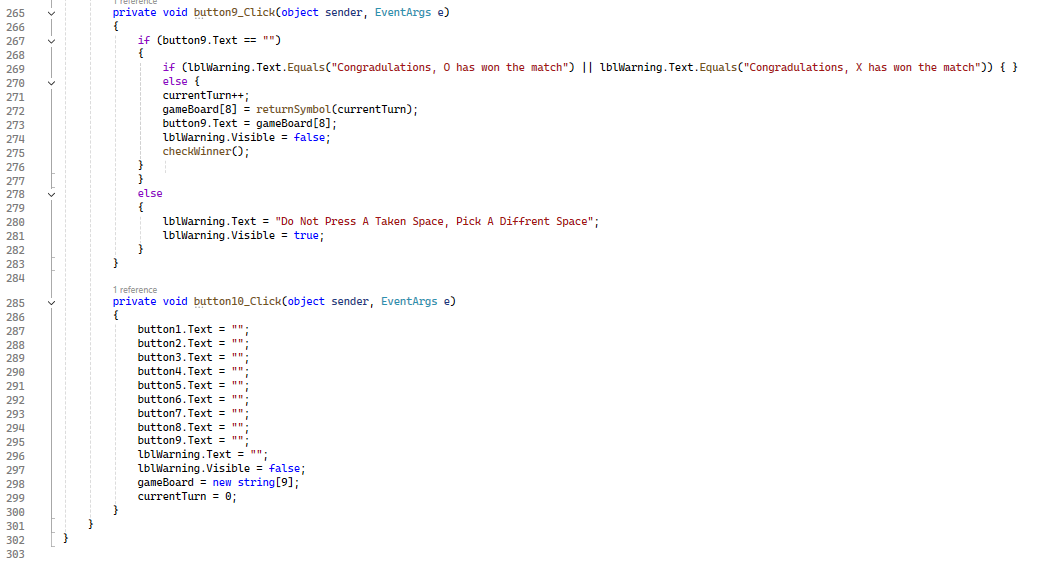 1 reference
265 private void button9_Click(object sender, EventArgs e)
266 {
267 if (button9.Text == "")
268 {
269 if (lblWarning.Text.Equals("Congradulations, O has won the match") || lblWarning.Text.Equals("Congradulations, X has won the match")) { }
270 else {
271 currentTurn++;
272 gameBoard[8] = returnSymbol(currentTurn);
273 button9.Text = gameBoard[8];
274 lblWarning.Visible = false;
275 checkWinner();
276 }
277 }
278 else
279 {
280 lblWarning.Text = "Do Not Press A Taken Space, Pick A Diffrent Space";
281 lblWarning.Visible = true;
282 }
283 }
284
1 reference
285 private void button10_Click(object sender, EventArgs e)
286 {
287 button1.Text = "";
288 button2.Text = "";
289 button3.Text = "";
290 button4.Text = "";
291 button5.Text = "";
292 button6.Text = "";
293 button7.Text = "";
294 button8.Text = "";
295 button9.Text = "";
296 lblWarning.Text = "";
297 lblWarning.Visible = false;
298 gameBoard = new string[9];
299 currentTurn = 0;
300 }
301 }
302 }
303